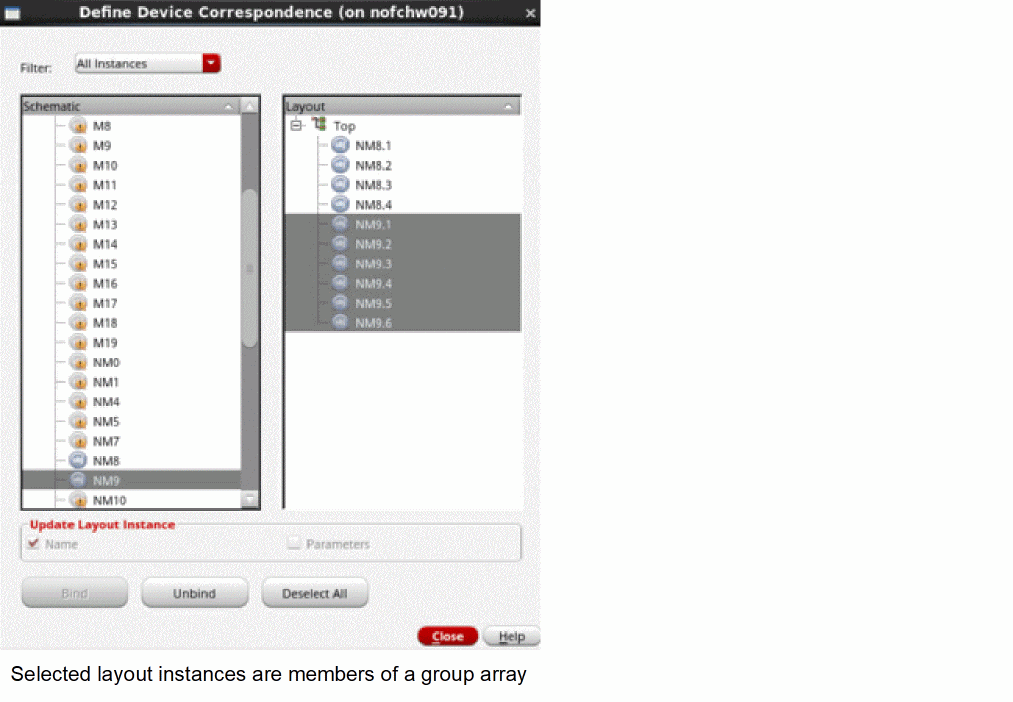 Define Device Correspondence (on nofchw091)
Filter: All Instances
Schematic
M8
M9
M10
M11
M12
M13
M14
M15
M16
M17
M18
M19
NM0
NM1
NM4
NM5
NM7
NM8
NM9
NM10
Layout
Top
NM8.1
NM8.2
NM8.3
NM8.4
NM9.1
NM9.2
NM9.3
NM9.4
NM9.5
NM9.6
Update Layout Instance
Name Parameters
Bind Unbind Deselect All
Close Help
Selected layout instances are members of a group array